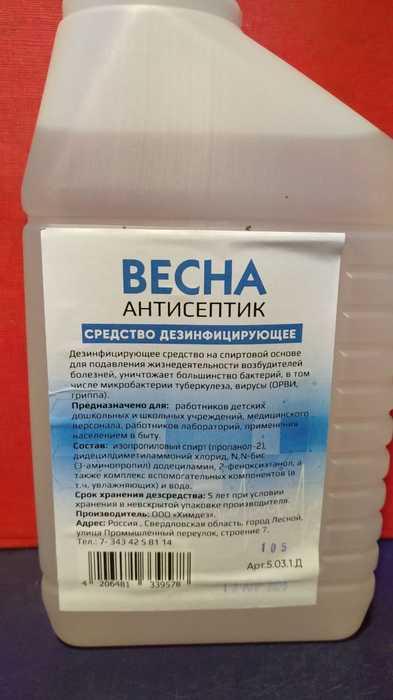 ВЕСНА
АНТИСЕПТИК
СРЕДСТВО ДЕЗИНФИЦИРУЮЩЕЕ
Дезинфицирующее средство на спиртовой основе
для подавления жизнедеятельности возбудителей
болезней, уничтожает большинство бактерий, в том
числе микробактерии туберкулеза, вирусы (ОРВИ,
гриппа).
Предназначено для: работников детских
дошкольных и школьных учреждений, медицинского
персонала, работников лабораторий, применения
населением в быту.
Состав: изопропиловый спирт (пропанол-2),
дидецилдиметиламмоний хлорид, N,N-бис
(3-аминопропил) додециламин, 2-феноксиэтанол, а
также комплекс вспомогательных компонентов (в
т.ч. увлажняющих) и вода.
Срок хранения дезсредства: 5 лет при условии
хранения в невскрытой упаковке производителя.
Производитель: ООО «Химдез».
Адрес: Россия , Свердловская область, город Лесной,
улица Промышленный переулок, строение 7.
Тел.: 7- 343 42 5 81 14
105
4 206481 339578
Арт.5.03.1.Д